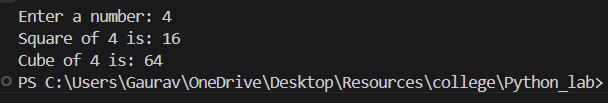 Enter a number: 4
Square of 4 is: 16
Cube of 4 is: 64
PS C:\Users\Gaurav\OneDrive\Desktop\Resources\college\Python_lab>